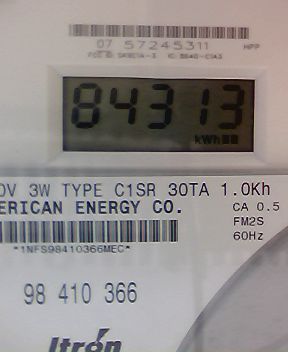 07 57245311 HPP
84313
kWh
0V 3W TYPE C1SR 30TA 1.0Kh
ERICAN ENERGY CO. CA 0.5
FM2S
60Hz
*1NFS98410366MEC*
98 410 366
Itron